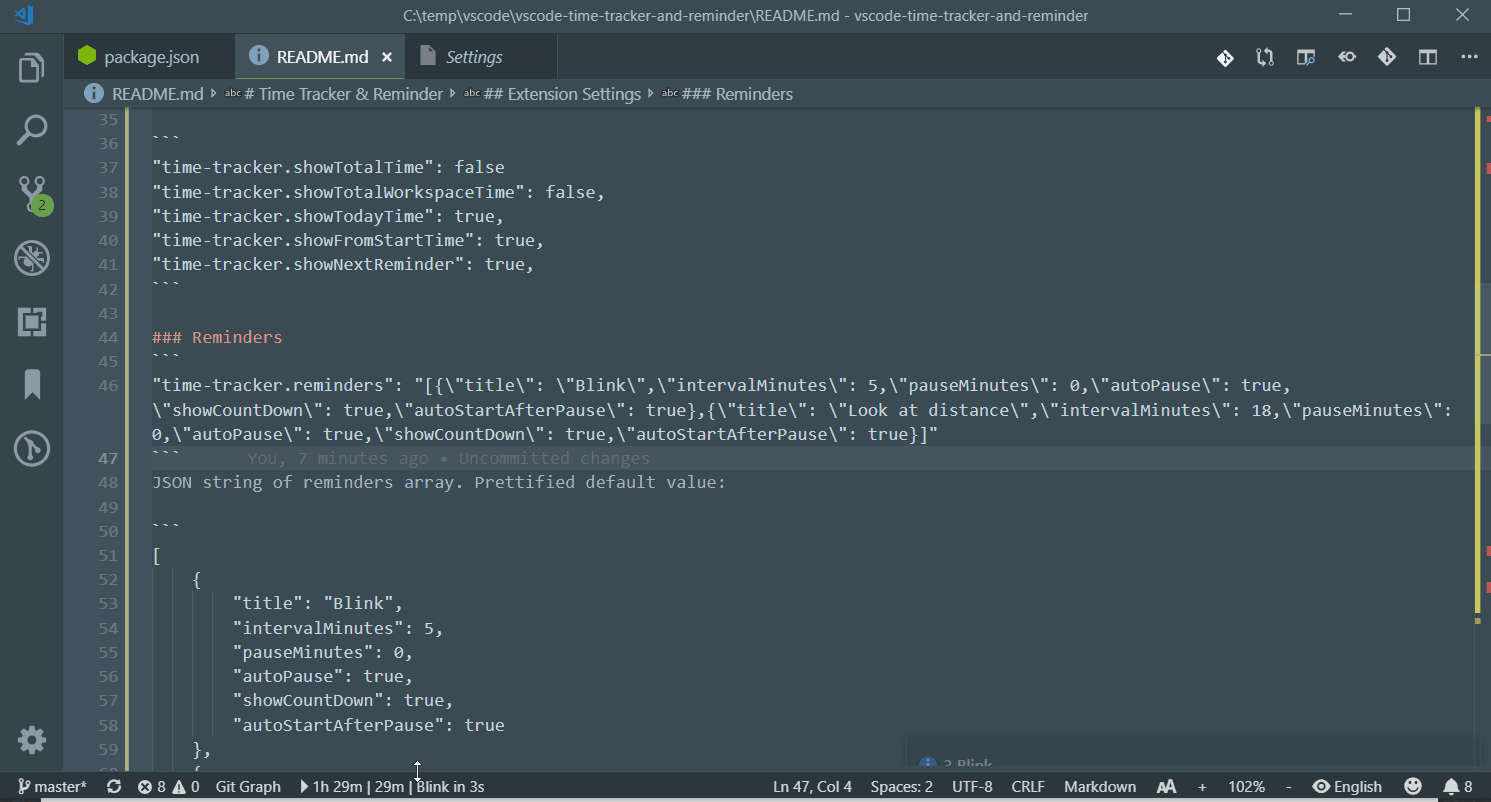 C:\temp\vscode\vscode-time-tracker-and-reminder\README.md - vscode-time-tracker-and-reminder
package.json README.md Settings
README.md abc # Time Tracker & Reminder abc ## Extension Settings abc ### Reminders
35
36 ```
37 "time-tracker.showTotalTime": false
38 "time-tracker.showTotalWorkspaceTime": false,
39 "time-tracker.showTodayTime": true,
40 "time-tracker.showFromStartTime": true,
41 "time-tracker.showNextReminder": true,
42 ```
43
44 ### Reminders
45 ```
46 "time-tracker.reminders": "[{\"title\": \"Blink\",\"intervalMinutes\": 5,\"pauseMinutes\": 0,\"autoPause\": true,
\"showCountDown\": true,\"autoStartAfterPause\": true},{\"title\": \"Look at distance\",\"intervalMinutes\": 18,\"pauseMinutes\":
0,\"autoPause\": true,\"showCountDown\": true,\"autoStartAfterPause\": true}]"
47 ``` You, 7 minutes ago • Uncommitted changes
48 JSON string of reminders array. Prettified default value:
49
50 ```
51 [
52 {
53 "title": "Blink",
54 "intervalMinutes": 5,
55 "pauseMinutes": 0,
56 "autoPause": true,
57 "showCountDown": true,
58 "autoStartAfterPause": true
59 },
2
master* 8 0 Git Graph 1h 29m | 29m | Blink in 3s Ln 47, Col 4 Spaces: 2 UTF-8 CRLF Markdown AA + 102% - English 8